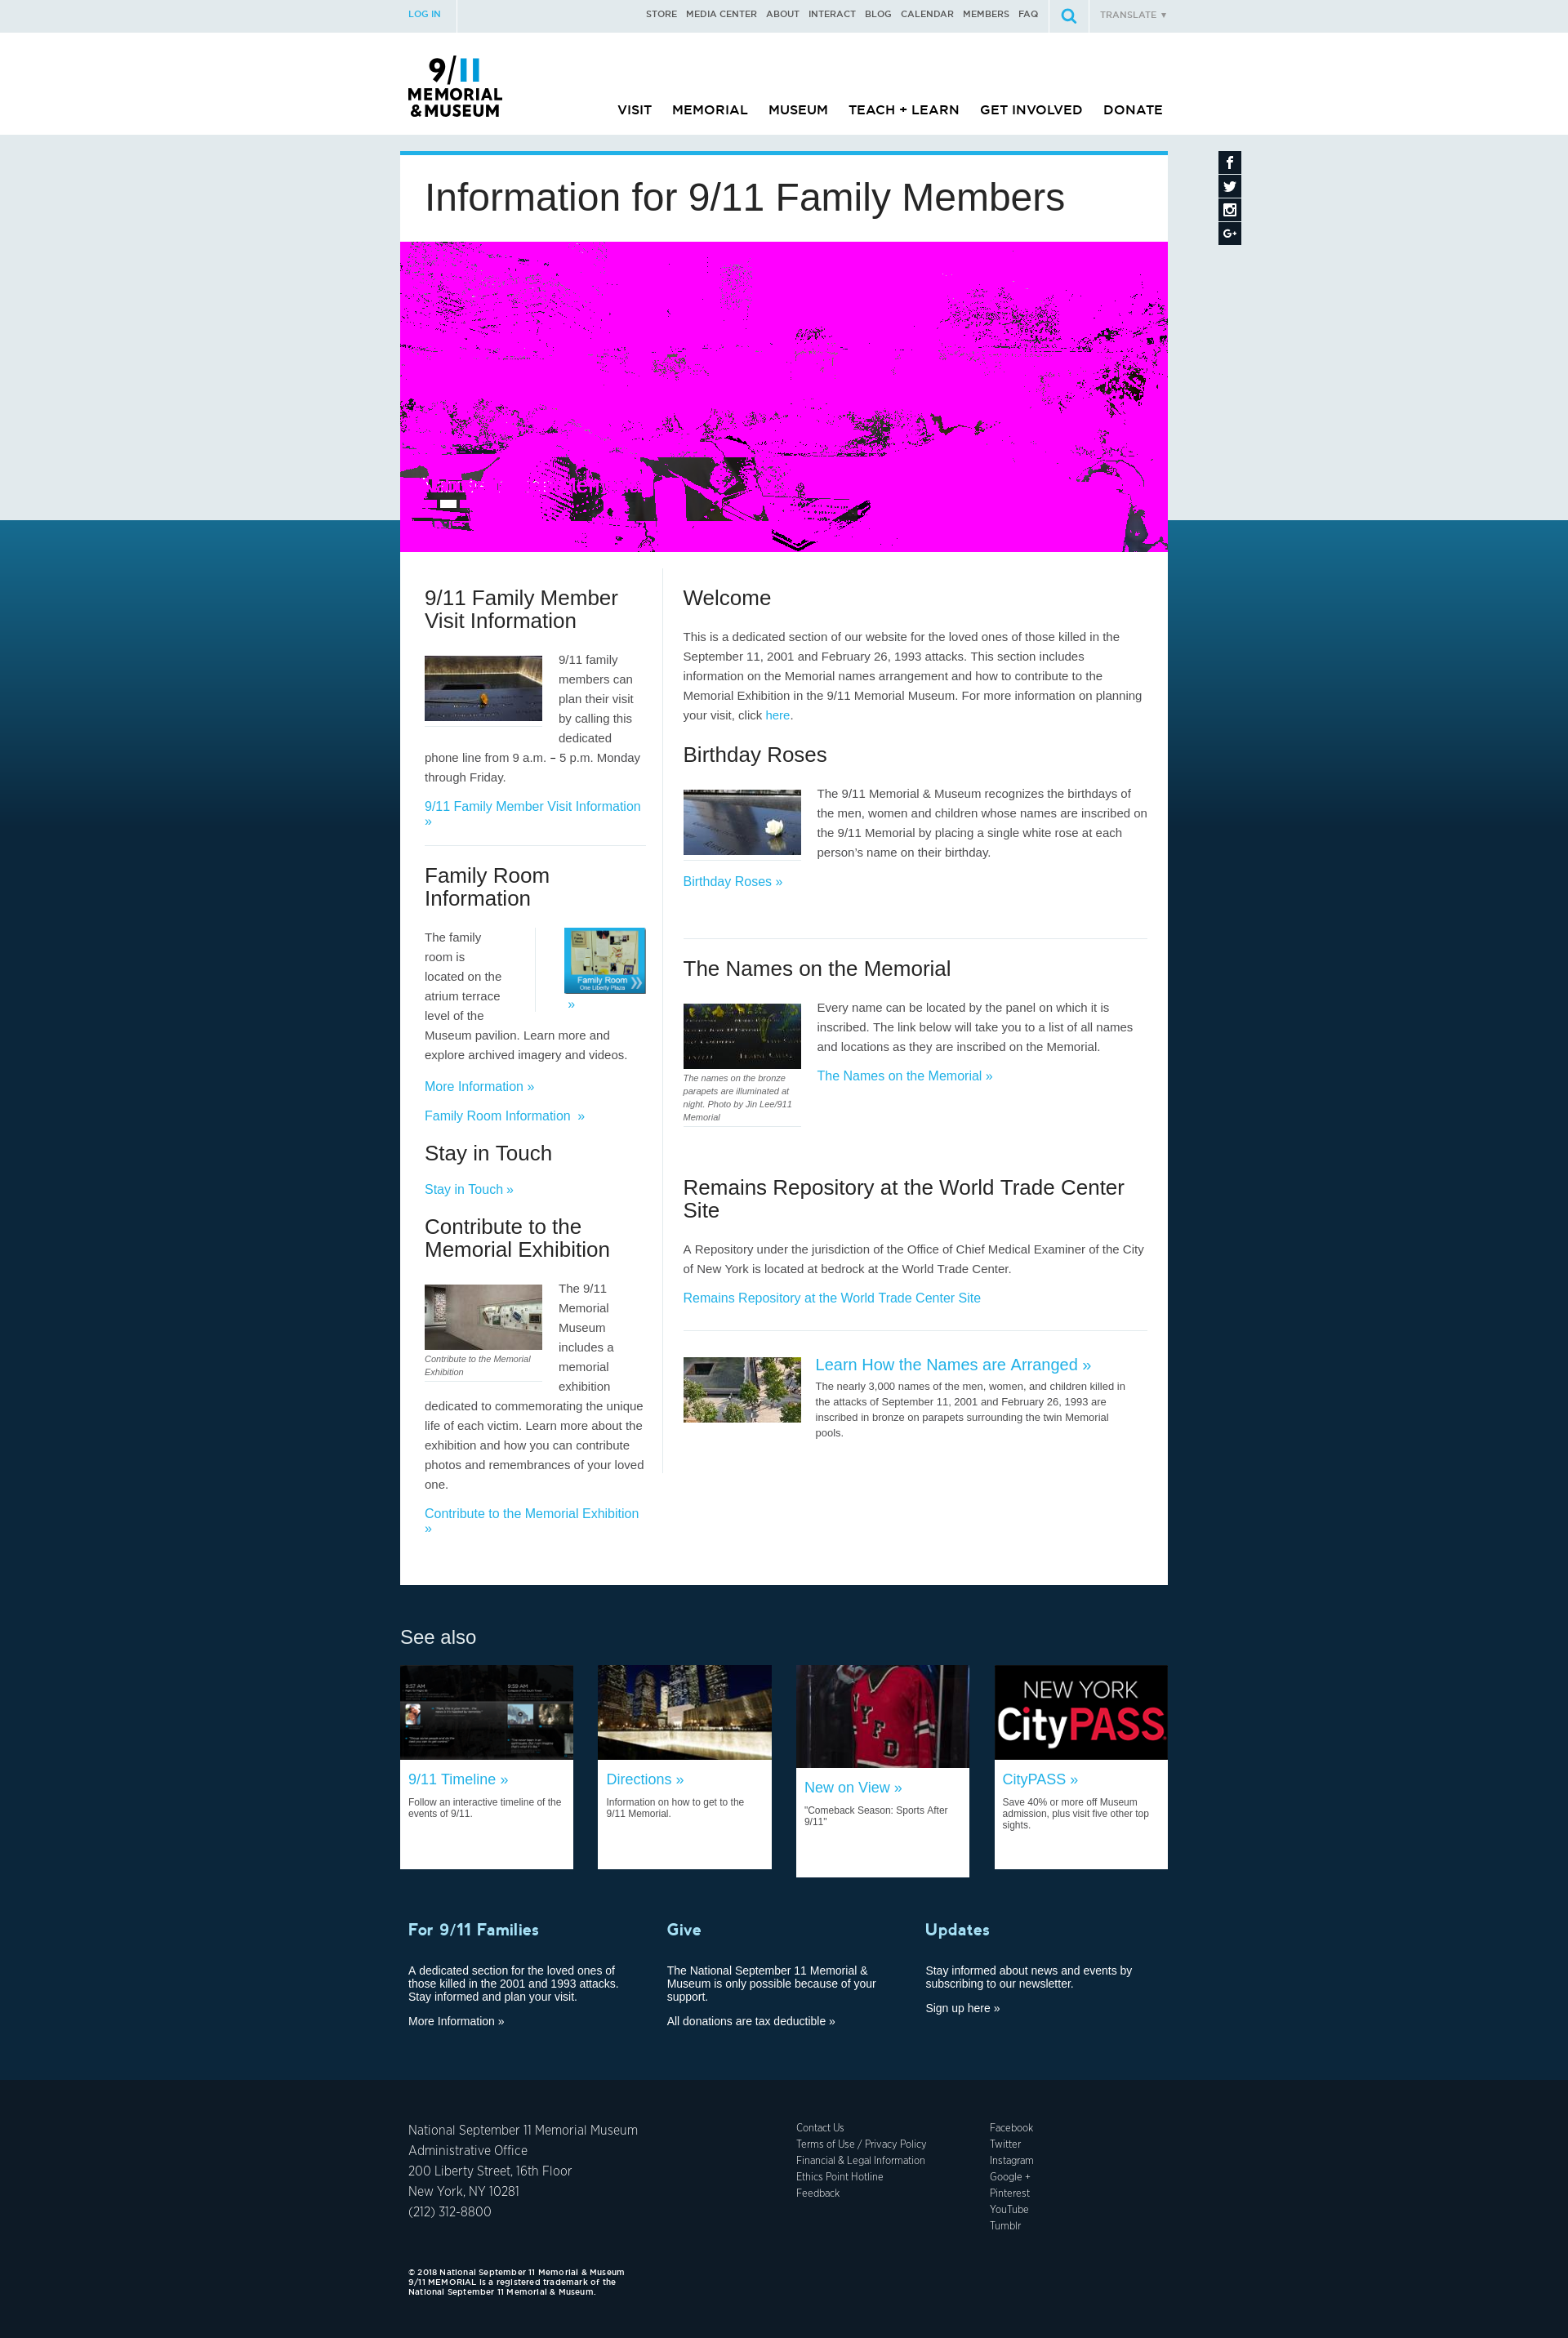 LOG IN
STORE MEDIA CENTER ABOUT INTERACT BLOG CALENDAR MEMBERS FAQ
TRANSLATE ▼
9/11
MEMORIAL
&MUSEUM
VISIT MEMORIAL MUSEUM TEACH + LEARN GET INVOLVED DONATE
Information for 9/11 Family Members
9/11 Family Member
Visit Information
9/11 family
members can
plan their visit
by calling this
dedicated
phone line from 9 a.m. – 5 p.m. Monday
through Friday.
9/11 Family Member Visit Information
»
Family Room
Information
The family
room is
located on the
atrium terrace
level of the
Museum pavilion. Learn more and
explore archived imagery and videos.
Family Room
One Liberty Plaza
»
More Information »
Family Room Information »
Stay in Touch
Stay in Touch »
Contribute to the
Memorial Exhibition
Contribute to the Memorial
Exhibition
The 9/11
Memorial
Museum
includes a
memorial
exhibition
dedicated to commemorating the unique
life of each victim. Learn more about the
exhibition and how you can contribute
photos and remembrances of your loved
one.
Contribute to the Memorial Exhibition
»
Welcome
This is a dedicated section of our website for the loved ones of those killed in the
September 11, 2001 and February 26, 1993 attacks. This section includes
information on the Memorial names arrangement and how to contribute to the
Memorial Exhibition in the 9/11 Memorial Museum. For more information on planning
your visit, click here.
Birthday Roses
The 9/11 Memorial & Museum recognizes the birthdays of
the men, women and children whose names are inscribed on
the 9/11 Memorial by placing a single white rose at each
person’s name on their birthday.
Birthday Roses »
The Names on the Memorial
The names on the bronze
parapets are illuminated at
night. Photo by Jin Lee/911
Memorial
Every name can be located by the panel on which it is
inscribed. The link below will take you to a list of all names
and locations as they are inscribed on the Memorial.
The Names on the Memorial »
Remains Repository at the World Trade Center
Site
A Repository under the jurisdiction of the Office of Chief Medical Examiner of the City
of New York is located at bedrock at the World Trade Center.
Remains Repository at the World Trade Center Site
Learn How the Names are Arranged »
The nearly 3,000 names of the men, women, and children killed in
the attacks of September 11, 2001 and February 26, 1993 are
inscribed in bronze on parapets surrounding the twin Memorial
pools.
See also
9:57 AM
9:59 AM
NYFD
NEW YORK
CityPASS
9/11 Timeline »
Follow an interactive timeline of the
events of 9/11.
Directions »
Information on how to get to the
9/11 Memorial.
New on View »
"Comeback Season: Sports After
9/11"
CityPASS »
Save 40% or more off Museum
admission, plus visit five other top
sights.
For 9/11 Families
A dedicated section for the loved ones of
those killed in the 2001 and 1993 attacks.
Stay informed and plan your visit.
More Information »
Give
The National September 11 Memorial &
Museum is only possible because of your
support.
All donations are tax deductible »
Updates
Stay informed about news and events by
subscribing to our newsletter.
Sign up here »
National September 11 Memorial Museum
Administrative Office
200 Liberty Street, 16th Floor
New York, NY 10281
(212) 312-8800
Contact Us
Terms of Use / Privacy Policy
Financial & Legal Information
Ethics Point Hotline
Feedback
Facebook
Twitter
Instagram
Google +
Pinterest
YouTube
Tumblr
© 2018 National September 11 Memorial & Museum
9/11 MEMORIAL is a registered trademark of the
National September 11 Memorial & Museum.